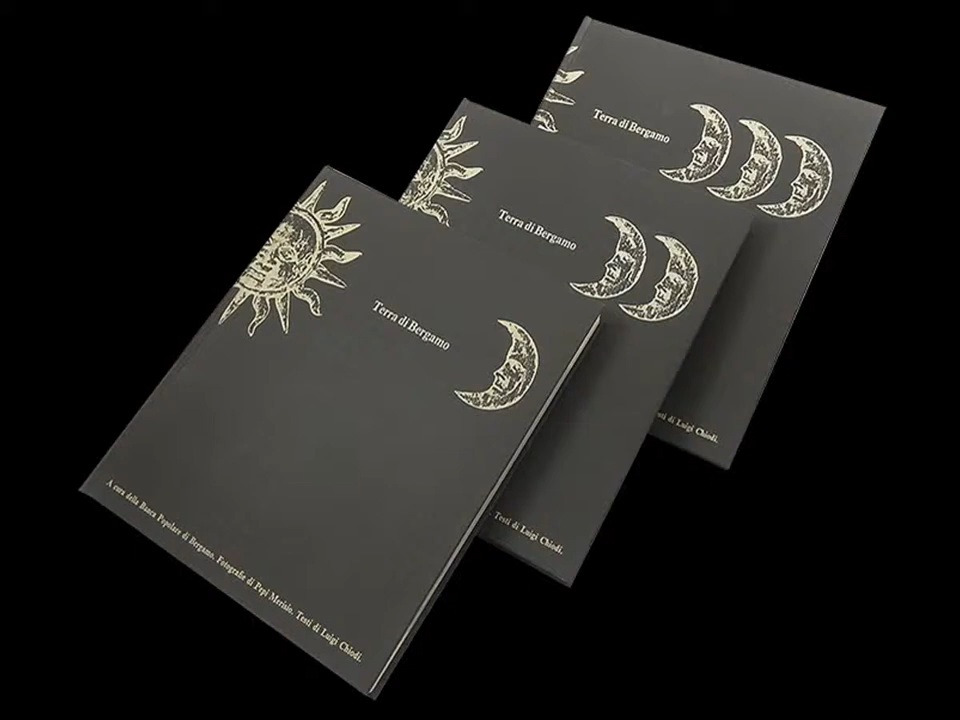 Terra di Bergamo
A cura della Banca Popolare di Bergamo. Fotografie di Pepi Merisio. Testi di Luigi Chiodi.
Terra di Bergamo
Testi di Luigi Chiodi.
Terra di Bergamo
di Luigi Chiodi.